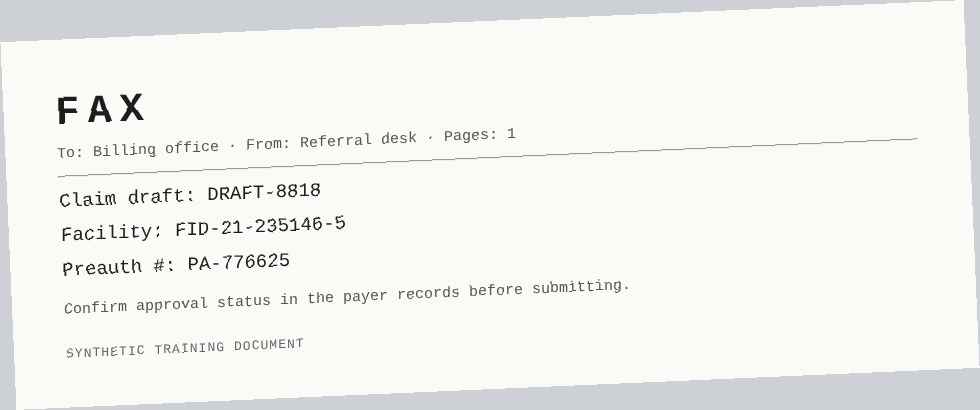 FAX
To: Billing office · From: Referral desk · Pages: 1
Claim draft: DRAFT-8818
Facility: FID-21-235146-5
Preauth #: PA-776625
Confirm approval status in the payer records before submitting.
SYNTHETIC TRAINING DOCUMENT